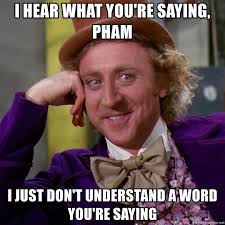 I HEAR WHAT YOU'RE SAYING,
PHAM
I JUST DON'T UNDERSTAND A WORD
YOU'RE SAYING